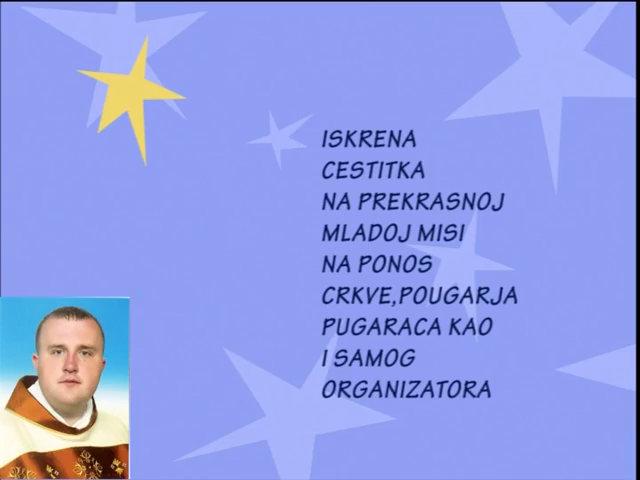 ISKRENA
CESTITKA
NA PREKRASNOJ
MLADOJ MISI
NA PONOS
CRKVE,POUGARJA
PUGARACA KAO
I SAMOG
ORGANIZATORA